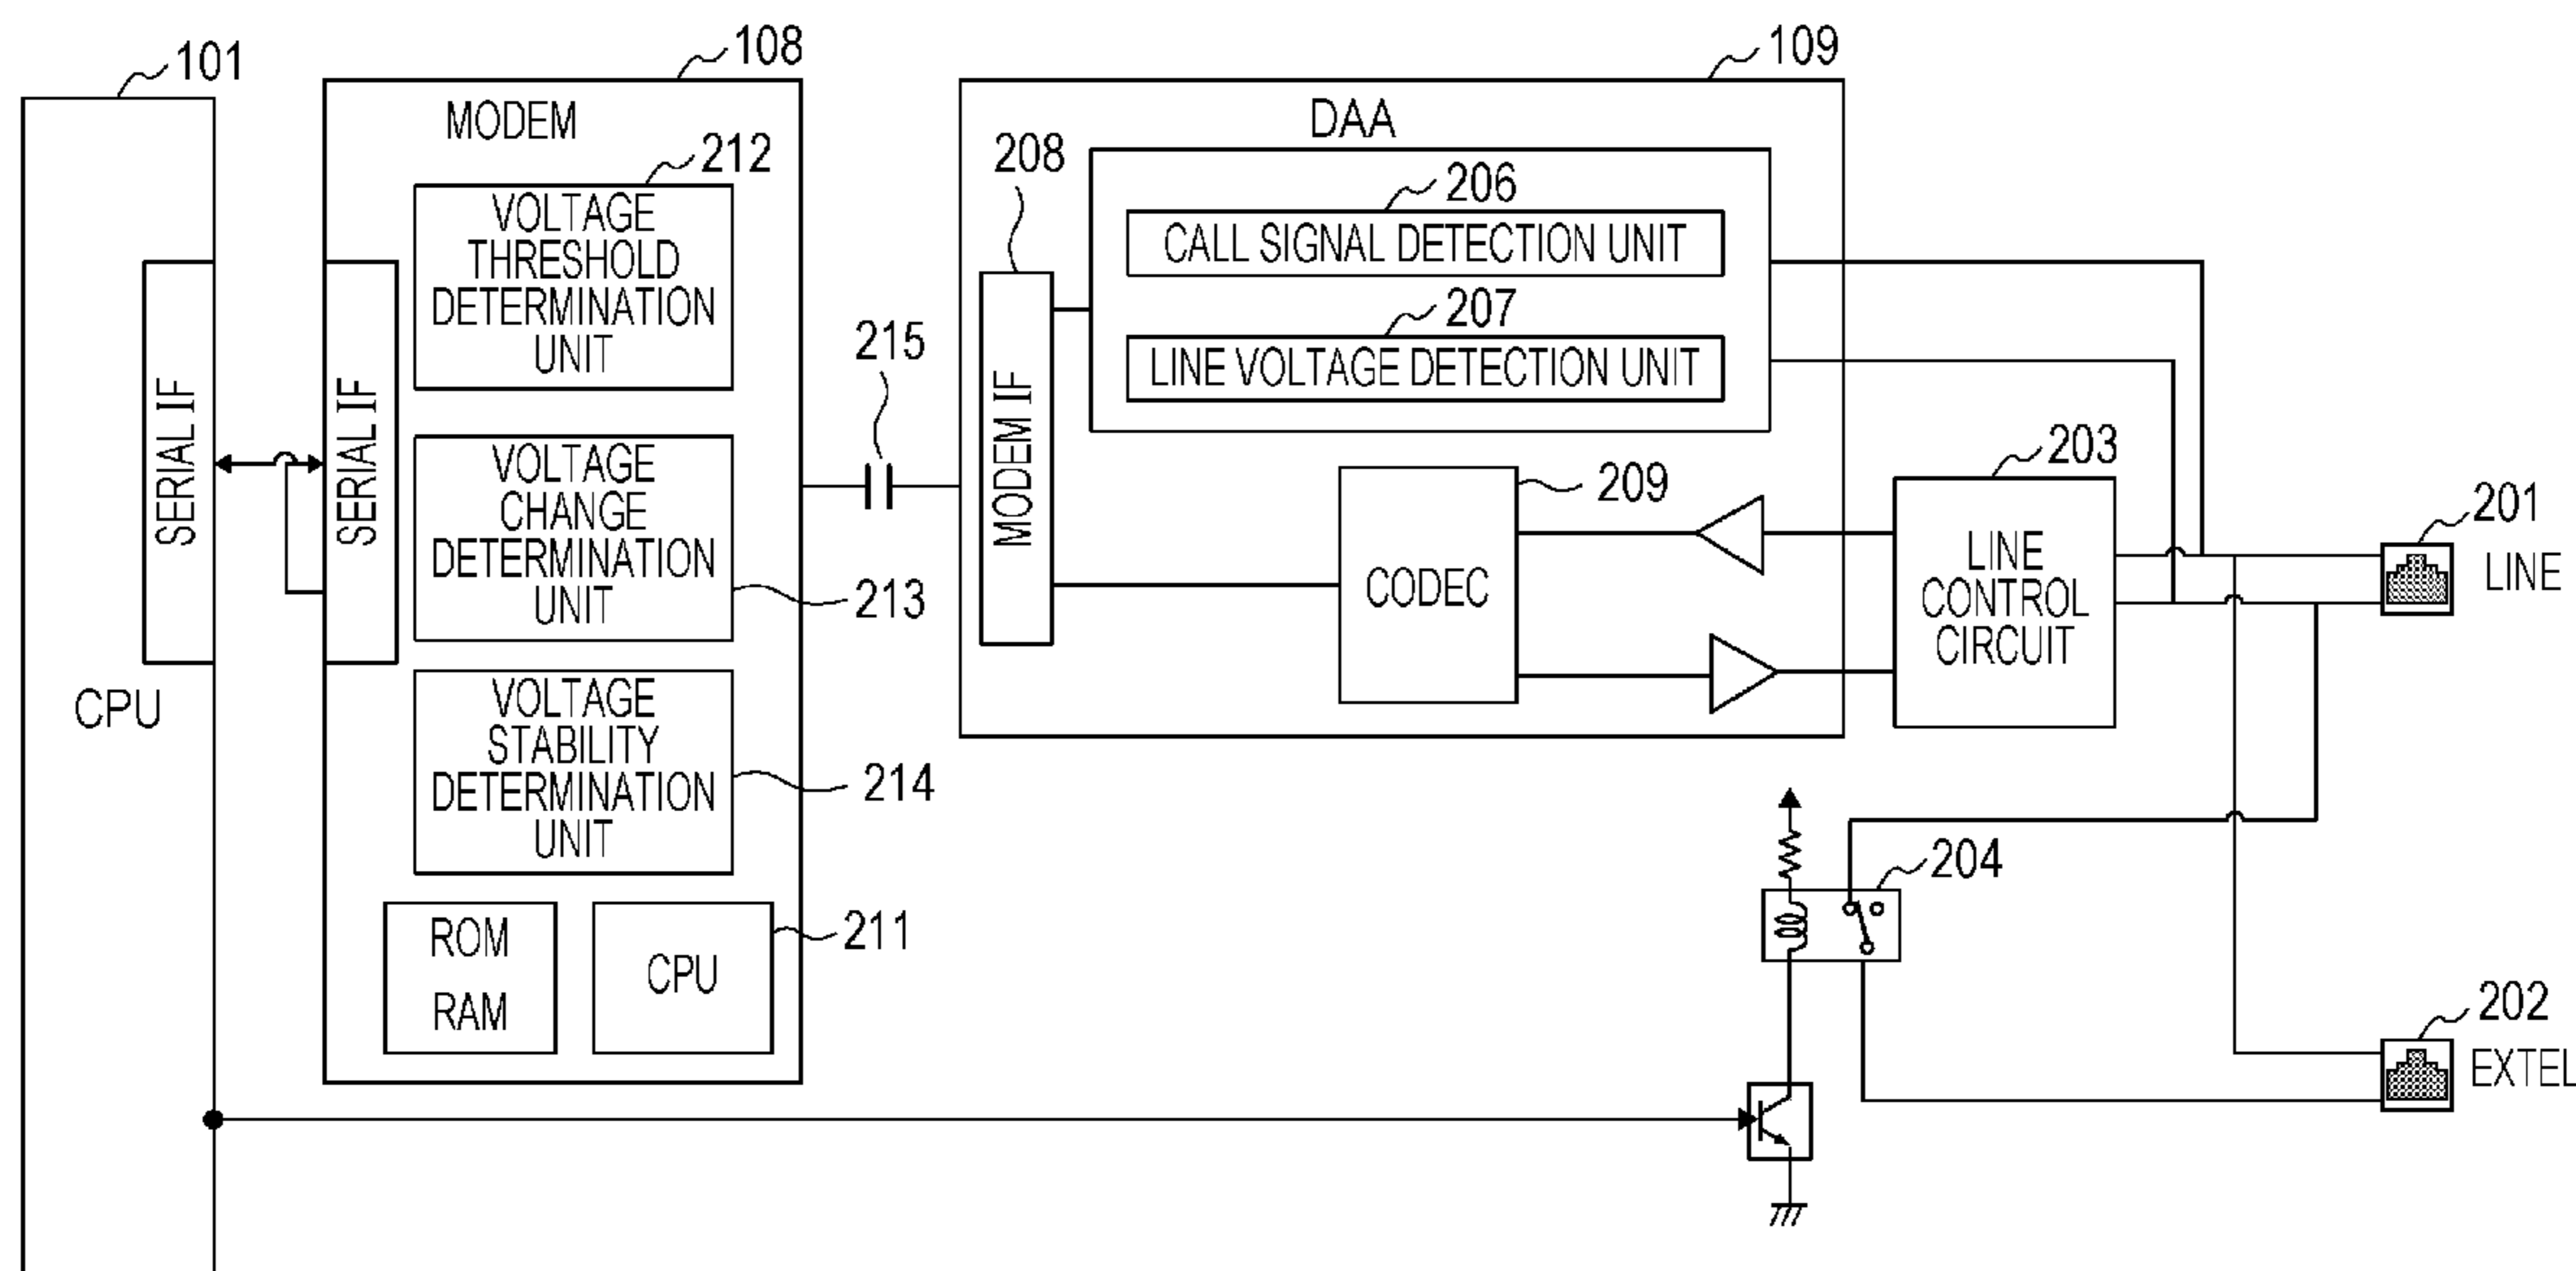 101
108
109
MODEM
DAA
212
208
206
VOLTAGE
THRESHOLD
DETERMINATION
UNIT
CALL SIGNAL DETECTION UNIT
207
LINE VOLTAGE DETECTION UNIT
215
SERIAL IF
SERIAL IF
MODEM IF
VOLTAGE
CHANGE
DETERMINATION
UNIT
213
209
CODEC
203
LINE
CONTROL
CIRCUIT
201
LINE
CPU
VOLTAGE
STABILITY
DETERMINATION
UNIT
214
204
ROM
RAM
CPU
211
202
EXTEL